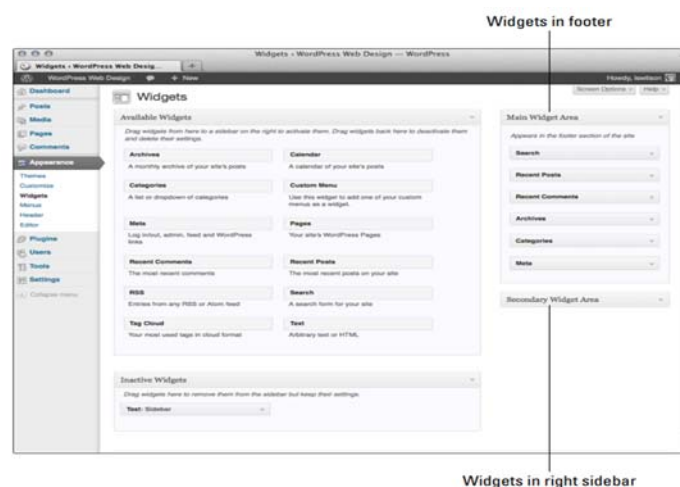 Widgets in footer
Widgets ‹ WordPress Web Design — WordPress
Widgets ‹ WordPress Web Desig...
WordPress Web Design
+ New
Howdy, lswilson
Dashboard
Posts
Media
Pages
Comments
Appearance
Themes
Customize
Widgets
Menus
Header
Editor
Plugins
Users
Tools
Settings
Collapse menu
Screen Options
Help
Widgets
Available Widgets
Drag widgets from here to a sidebar on the right to activate them. Drag widgets back here to deactivate them
and delete their settings.
Archives
A monthly archive of your site's posts
Calendar
A calendar of your site's posts
Categories
A list or dropdown of categories
Custom Menu
Use this widget to add one of your custom
menus as a widget.
Meta
Log in/out, admin, feed and WordPress
links
Pages
Your site's WordPress Pages
Recent Comments
The most recent comments
Recent Posts
The most recent posts on your site
RSS
Entries from any RSS or Atom feed
Search
A search form for your site
Tag Cloud
Your most used tags in cloud format
Text
Arbitrary text or HTML
Inactive Widgets
Drag widgets here to remove them from the sidebar but keep their settings.
Text: Sidebar
Main Widget Area
Appears in the footer section of the site
Search
Recent Posts
Recent Comments
Archives
Categories
Meta
Secondary Widget Area
Widgets in right sidebar